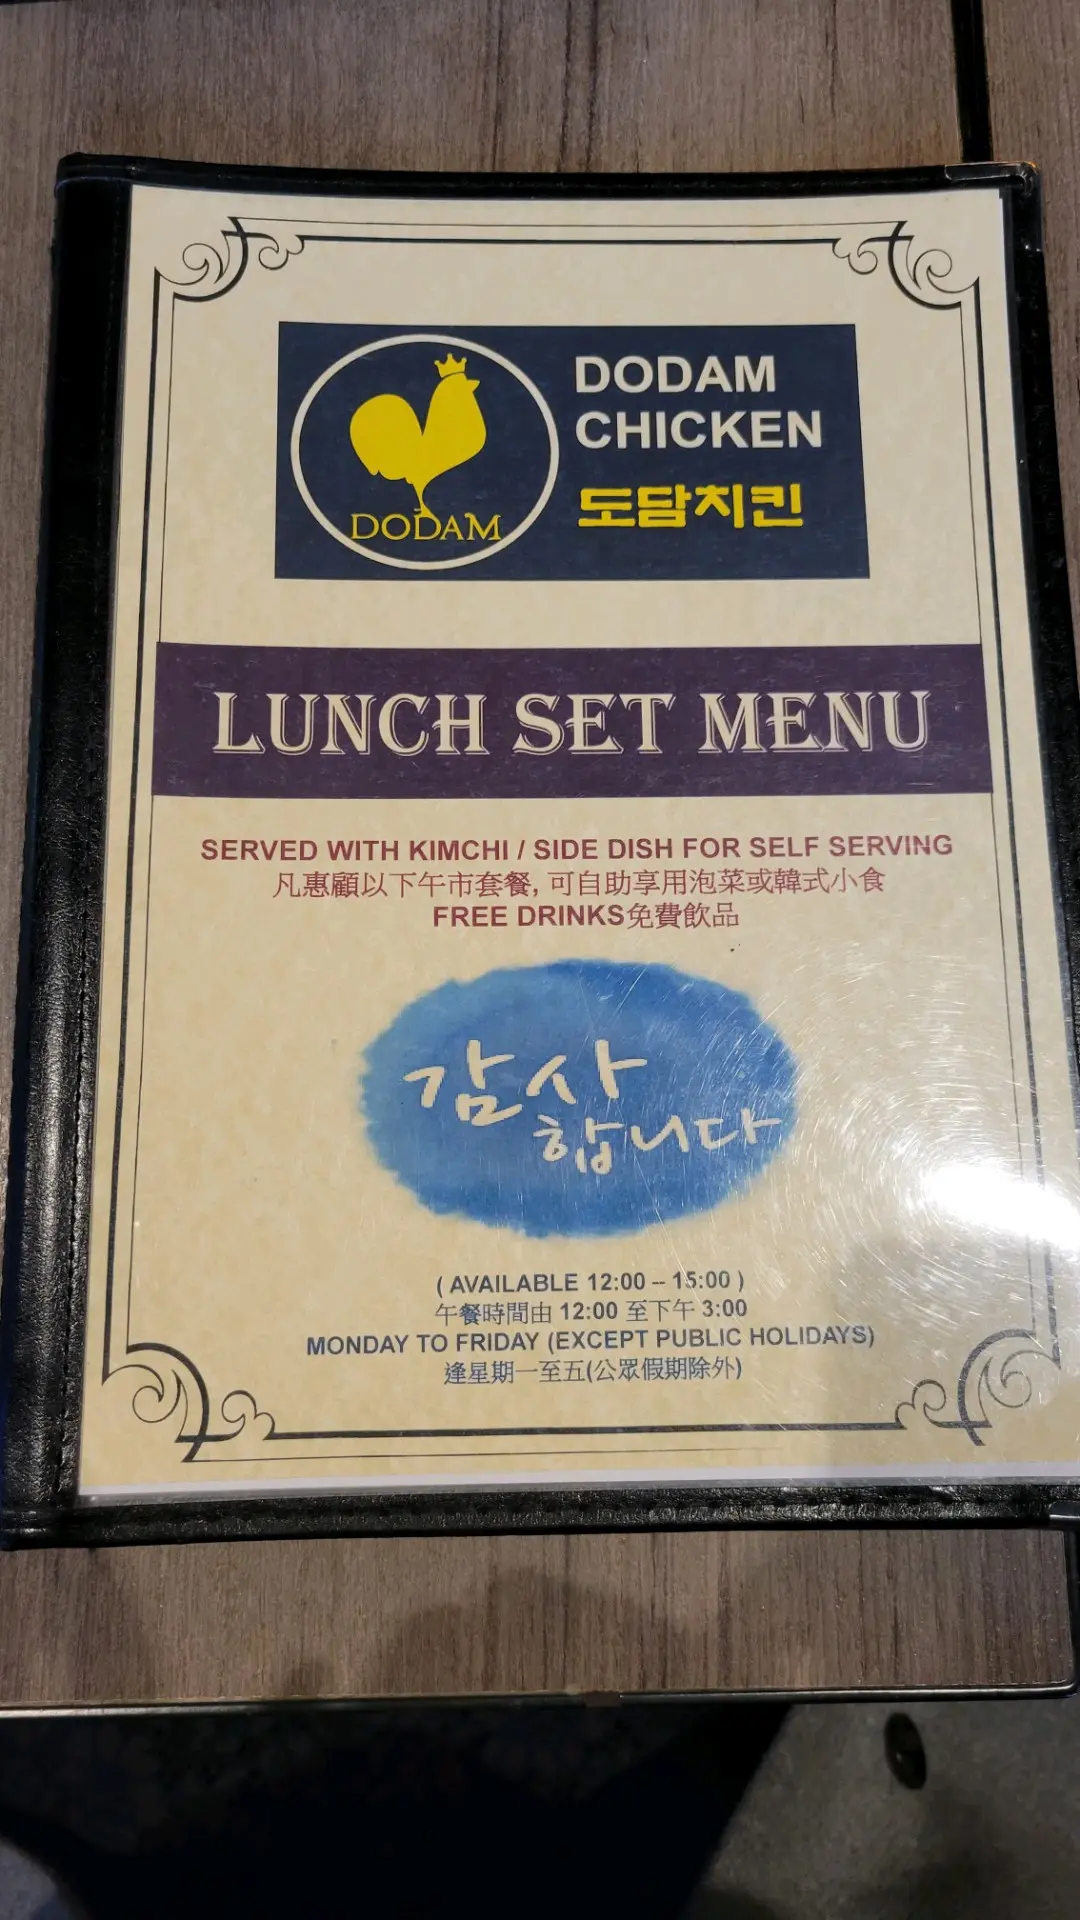 DODAM
CHICKEN
도담치킨
DODAM
LUNCH SET MENU
SERVED WITH KIMCHI / SIDE DISH FOR SELF SERVING
凡惠顧以下午市套餐, 可自助享用泡菜或韓式小食
FREE DRINKS免費飲品
감사
합니다
( AVAILABLE 12:00 – 15:00 )
午餐時間由 12:00 至下午 3:00
MONDAY TO FRIDAY (EXCEPT PUBLIC HOLIDAYS)
逢星期一至五(公眾假期除外)